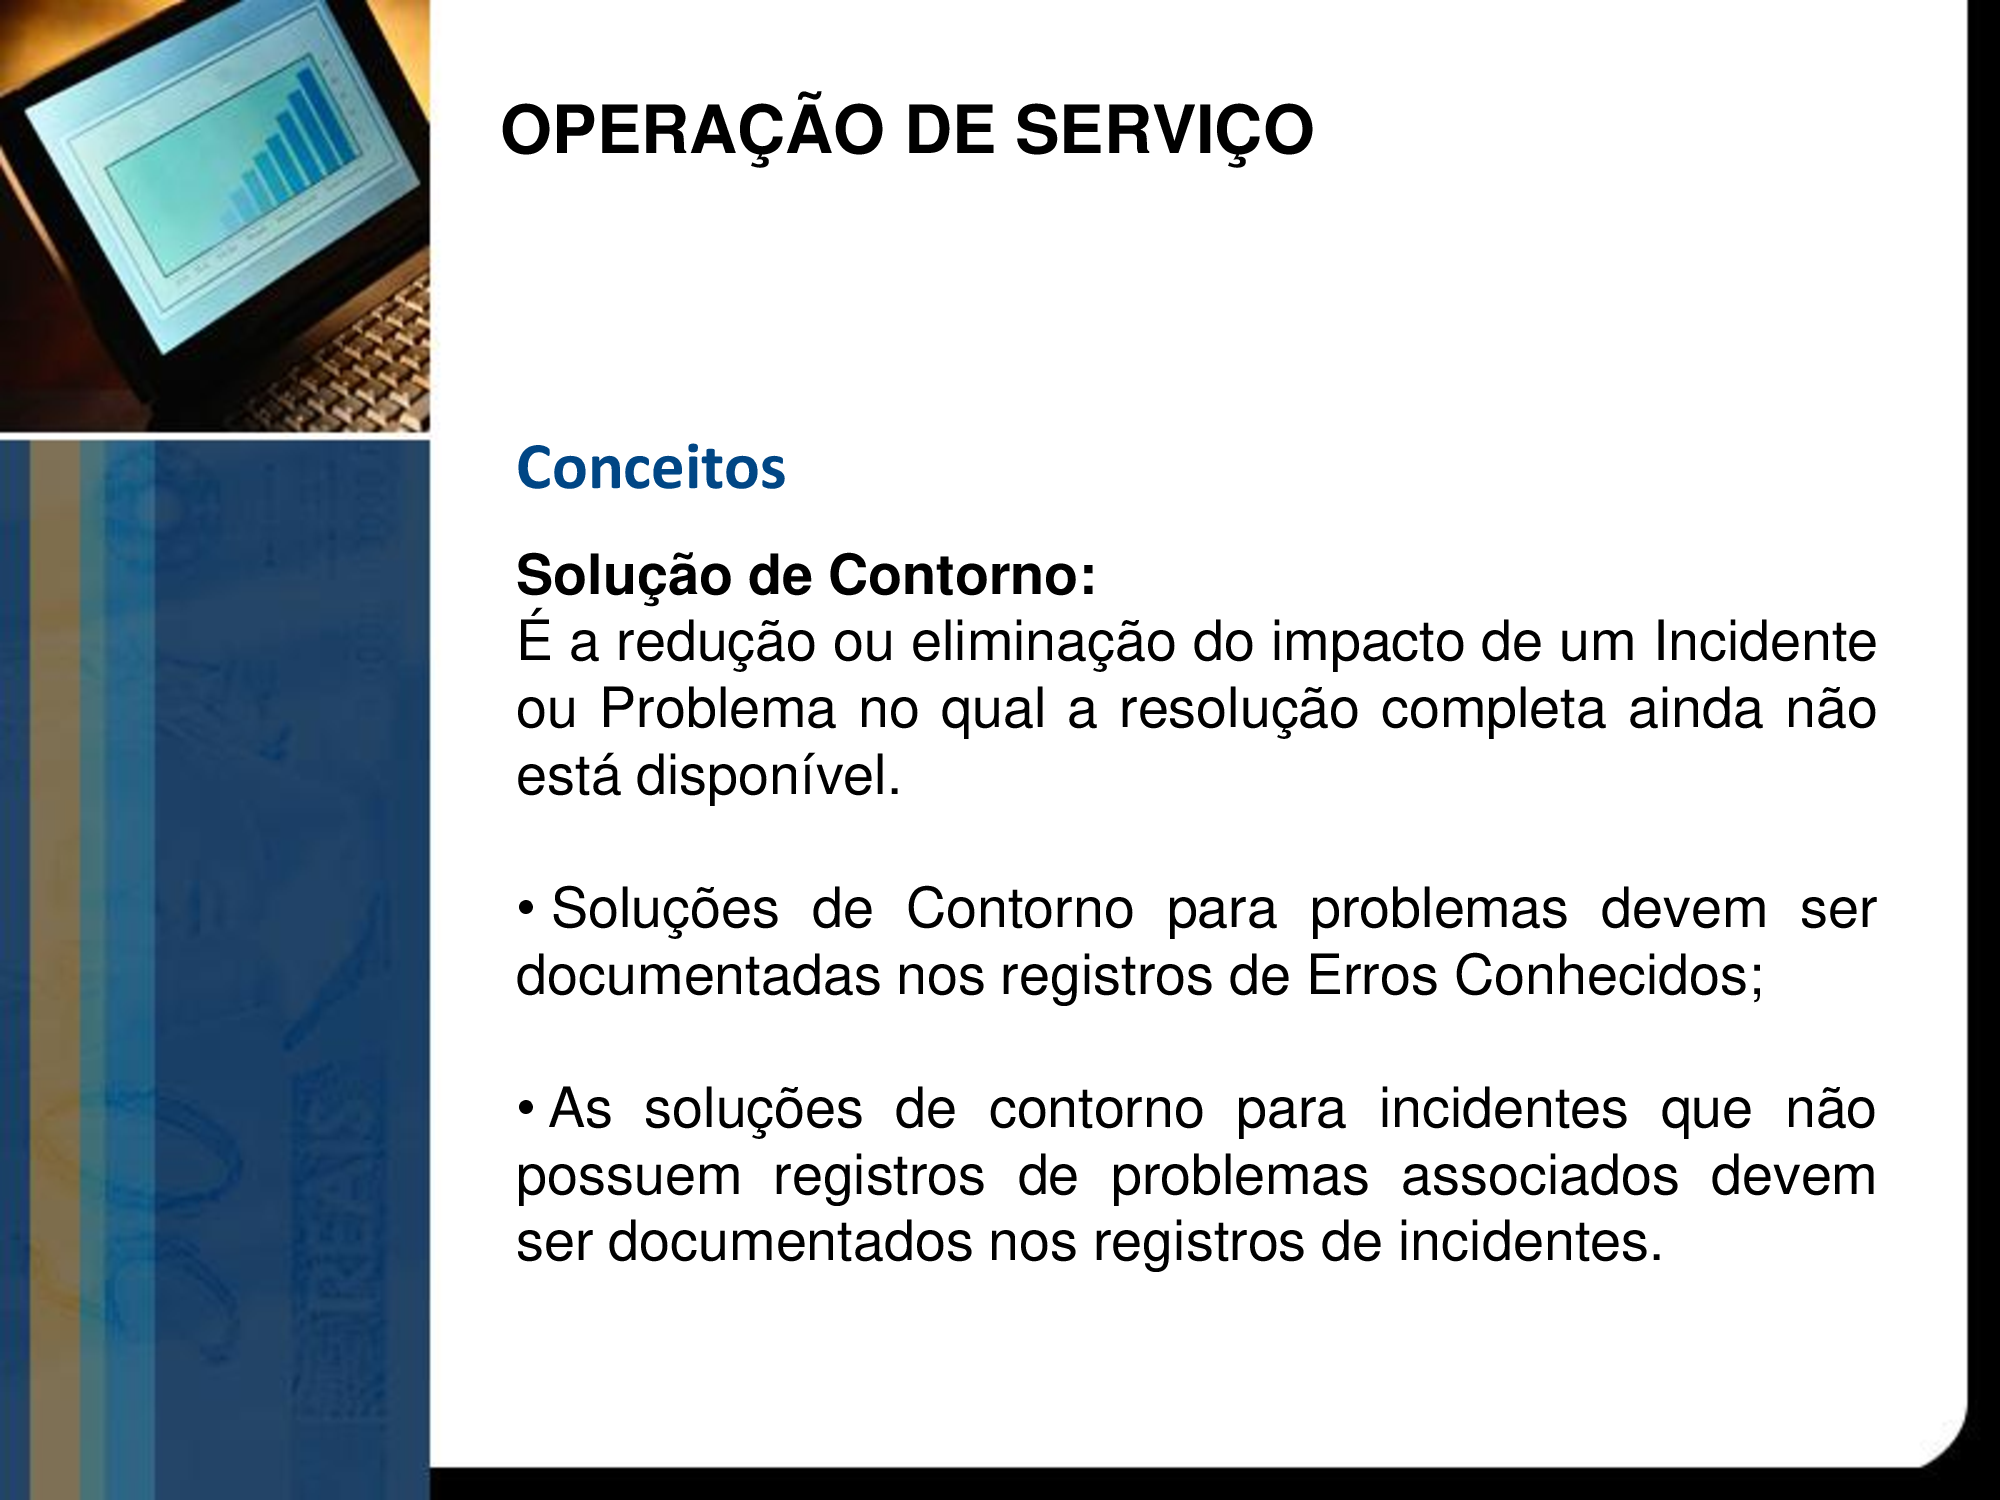 OPERAÇÃO DE SERVIÇO
Conceitos
Solução de Contorno:
É a redução ou eliminação do impacto de um Incidente
ou Problema no qual a resolução completa ainda não
está disponível.
• Soluções de Contorno para problemas devem ser
documentadas nos registros de Erros Conhecidos;
• As soluções de contorno para incidentes que não
possuem registros de problemas associados devem
ser documentados nos registros de incidentes.
REAIS